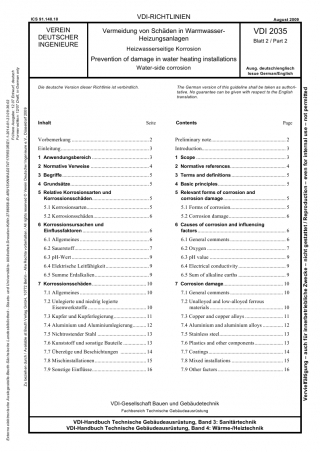 ICS 91.140.10
VDI-RICHTLINIEN
August 2009
VEREIN
DEUTSCHER
INGENIEURE
Vermeidung von Schäden in Warmwasser-
Heizungsanlagen
Heizwasserseitige Korrosion
Prevention of damage in water heating installations
Water-side corrosion
VDI 2035
Blatt 2 / Part 2
Ausg. deutsch/englisch
Issue German/English
Die deutsche Version dieser Richtlinie ist verbindlich.
The German version of this guideline shall be taken as authori-
tative. No guarantee can be given with respect to the English
translation.
Inhalt Seite
Vorbemerkung 2
Einleitung 3
1 Anwendungsbereich 3
2 Normative Verweise 4
3 Begriffe 5
4 Grundsätze 5
5 Relevante Korrosionsarten und
Korrosionsschäden 5
5.1 Korrosionsarten 5
5.2 Korrosionsschäden 6
6 Korrosionsursachen und
Einflussfaktoren 6
6.1 Allgemeines 6
6.2 Sauerstoff 7
6.3 pH-Wert 9
6.4 Elektrische Leitfähigkeit 9
6.5 Summe Erdalkalien 9
7 Korrosionsschäden 10
7.1 Allgemeines 10
7.2 Unlegierte und niedrig legierte
Eisenwerkstoffe 10
7.3 Kupfer und Kupferlegierung 11
7.4 Aluminium und Aluminiumlegierung 12
7.5 Nichtrostender Stahl 13
7.6 Kunststoff und sonstige Bauteile 13
7.7 Überzüge und Beschichtungen 14
7.8 Mischinstallationen 15
7.9 Sonstige Einflüsse 16
Contents Page
Preliminary note 2
Introduction 3
1 Scope 3
2 Normative references 4
3 Terms and definitions 5
4 Basic principles 5
5 Relevant forms of corrosion and
corrosion damage 5
5.1 Forms of corrosion 5
5.2 Corrosion damage 6
6 Causes of corrosion and influencing
factors 6
6.1 General comments 6
6.2 Oxygen 7
6.3 pH value 9
6.4 Electrical conductivity 9
6.5 Sum of alkaline earths 9
7 Corrosion damage 10
7.1 General comments 10
7.2 Unalloyed and low-alloyed ferrous
materials 10
7.3 Copper and copper alloys 11
7.4 Aluminium and aluminium alloys 12
7.5 Stainless steel 13
7.6 Plastics and other components 13
7.7 Coatings 14
7.8 Mixed installations 15
7.9 Other factors 16
VDI-Gesellschaft Bauen und Gebäudetechnik
Fachbereich Technische Gebäudeausrüstung
VDI-Handbuch Technische Gebäudeausrüstung, Band 3: Sanitärtechnik
VDI-Handbuch Technische Gebäudeausrüstung, Band 4: Wärme-/Heiztechnik
Vervielfältigung – auch für innerbetriebliche Zwecke – nicht gestattet / Reproduction – even for internal use – not permitted